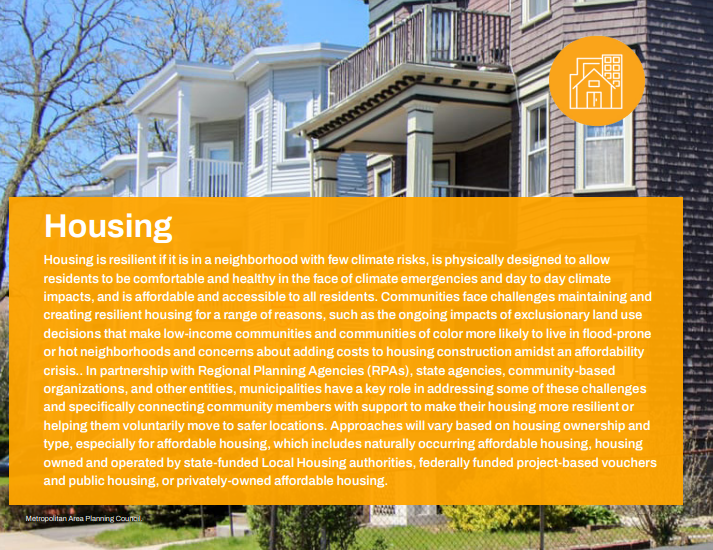 Housing
Housing is resilient if it is in a neighborhood with few climate risks, is physically designed to allow
residents to be comfortable and healthy in the face of climate emergencies and day to day climate
impacts, and is affordable and accessible to all residents. Communities face challenges maintaining and
creating resilient housing for a range of reasons, such as the ongoing impacts of exclusionary land use
decisions that make low-income communities and communities of color more likely to live in flood-prone
or hot neighborhoods and concerns about adding costs to housing construction amidst an affordability
crisis.. In partnership with Regional Planning Agencies (RPAs), state agencies, community-based
organizations, and other entities, municipalities have a key role in addressing some of these challenges
and specifically connecting community members with support to make their housing more resilient or
helping them voluntarily move to safer locations. Approaches will vary based on housing ownership and
type, especially for affordable housing, which includes naturally occurring affordable housing, housing
owned and operated by state-funded Local Housing authorities, federally funded project-based vouchers
and public housing, or privately-owned affordable housing.
Metropolitan Area Planning Council.